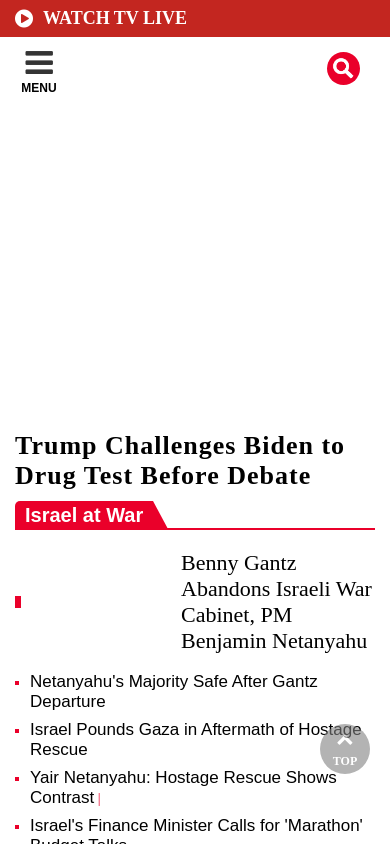 WATCH TV LIVE
MENU
Trump Challenges Biden to
Drug Test Before Debate
Israel at War
Benny Gantz
Abandons Israeli War
Cabinet, PM
Benjamin Netanyahu
Netanyahu's Majority Safe After Gantz
Departure
Israel Pounds Gaza in Aftermath of Hostage
Rescue
Yair Netanyahu: Hostage Rescue Shows
Contrast |
Israel's Finance Minister Calls for 'Marathon'
Budget Talks
TOP